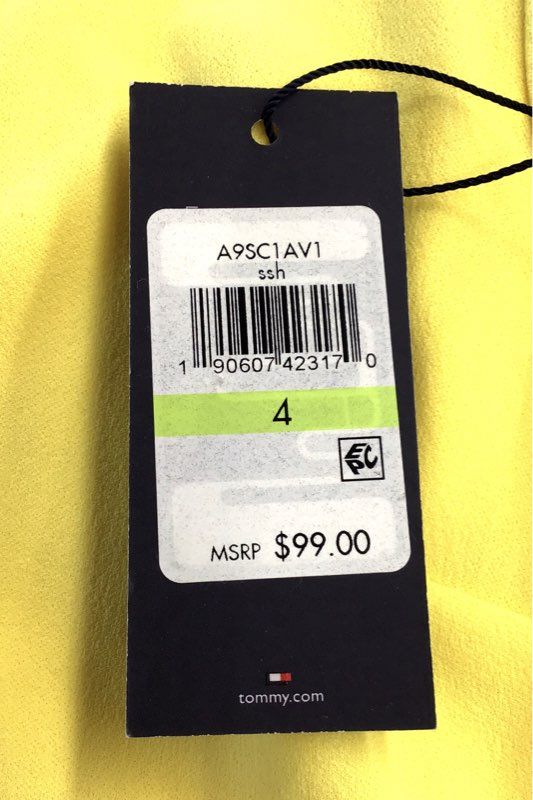 A9SC1AV1
ssh
1 90607 42317 0
4
EPC
MSRP $99.00
tommy.com